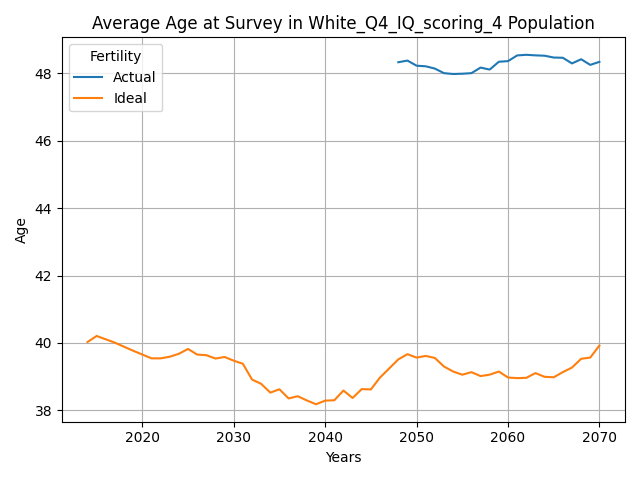 Average Age at Survey in White_Q4_IQ_scoring_4 Population
Fertility
Actual
Ideal
48
46
44
42
40
38
Age
2020 2030 2040 2050 2060 2070
Years